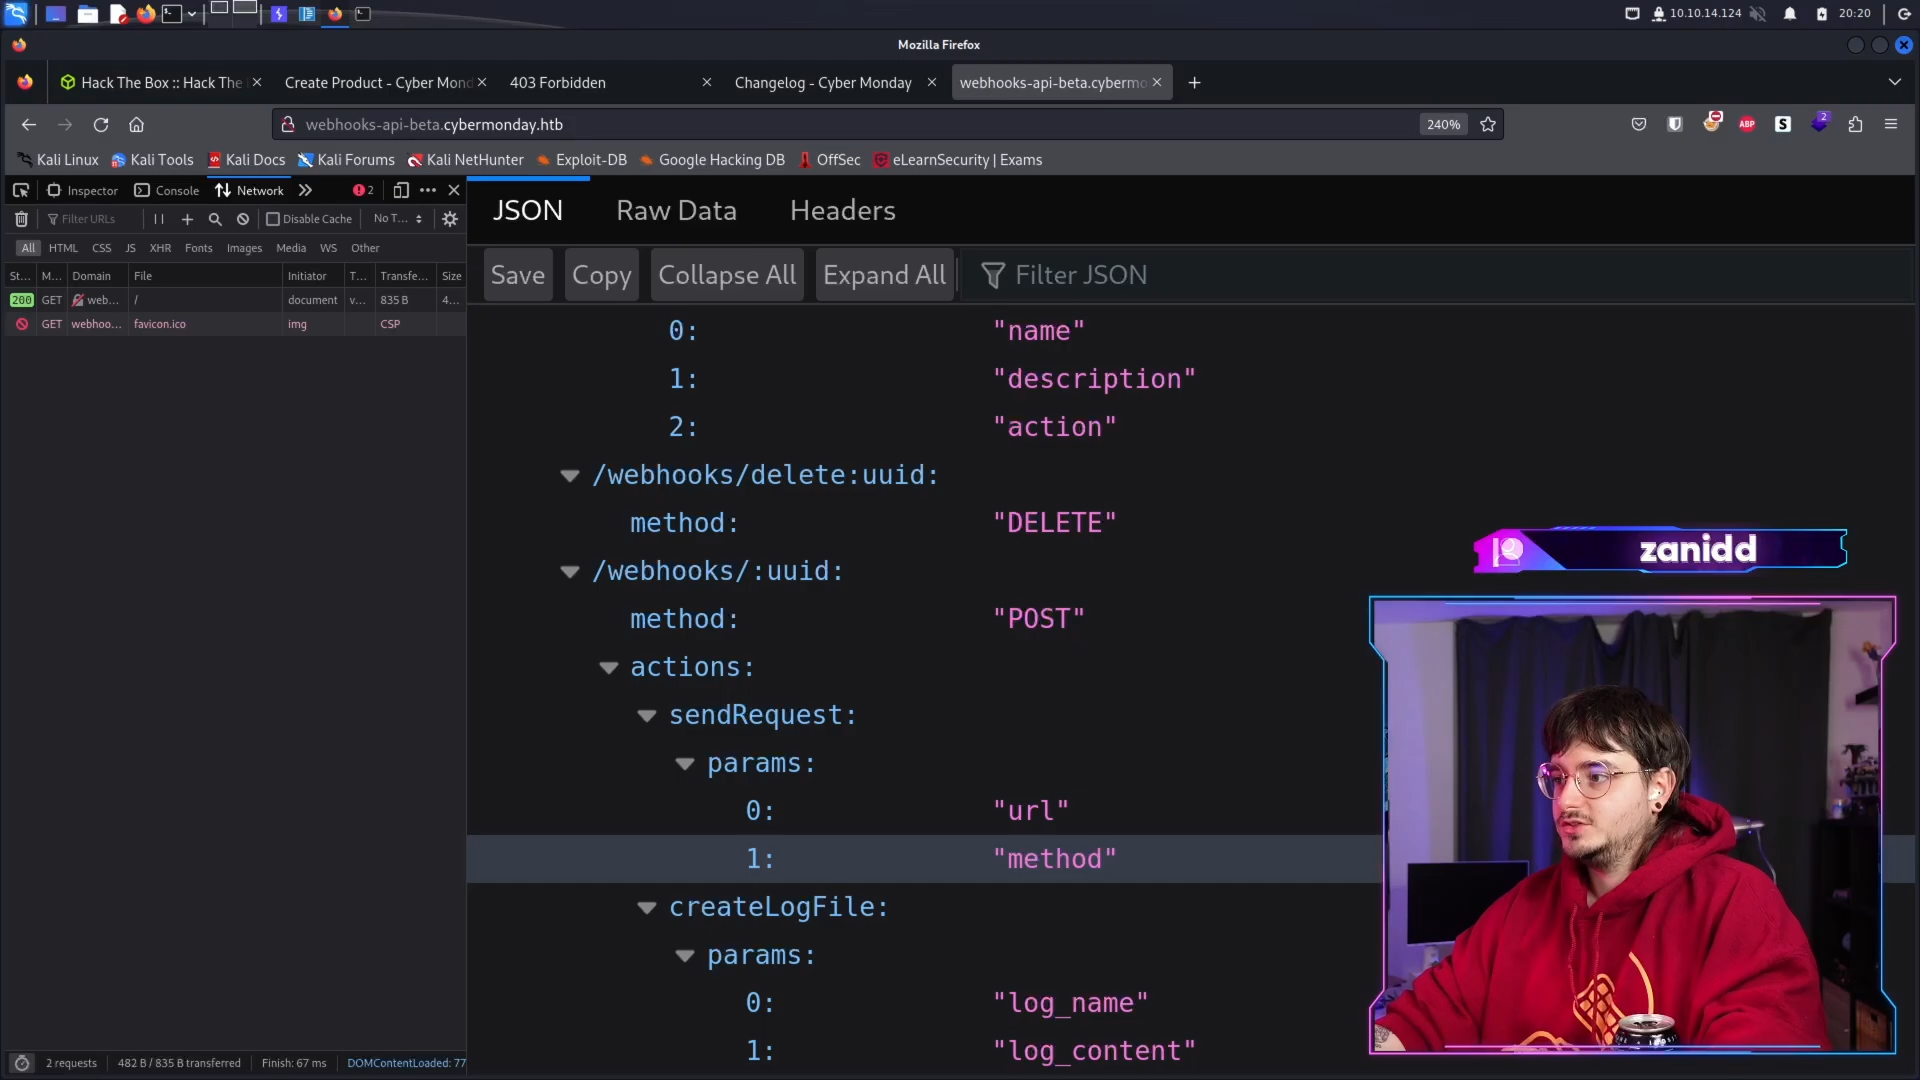 10.10.14.124
20:20
Mozilla Firefox
Hack The Box :: Hack The
Create Product - Cyber Mond
403 Forbidden
Changelog - Cyber Monday
webhooks-api-beta.cybermo
webhooks-api-beta.cybermonday.htb
240%
ABP
S
2
Kali Linux
Kali Tools
Kali Docs
Kali Forums
Kali NetHunter
Exploit-DB
Google Hacking DB
OffSec
eLearnSecurity | Exams
Inspector
Console
Network
2
Filter URLs
Disable Cache
No T...
All
HTML
CSS
JS
XHR
Fonts
Images
Media
WS
Other
St...
M...
Domain
File
Initiator
T...
Transfe...
Size
200 GET web... / document v... 835 B 4...
GET webhoo... favicon.ico img CSP
JSON
Raw Data
Headers
Save
Copy
Collapse All
Expand All
Filter JSON
0: "name"
1: "description"
2: "action"
/webhooks/delete:uuid:
method: "DELETE"
/webhooks/:uuid:
method: "POST"
actions:
sendRequest:
params:
0: "url"
1: "method"
createLogFile:
params:
0: "log_name"
1: "log_content"
zanidd
2 requests
482 B / 835 B transferred
Finish: 67 ms
DOMContentLoaded: 77